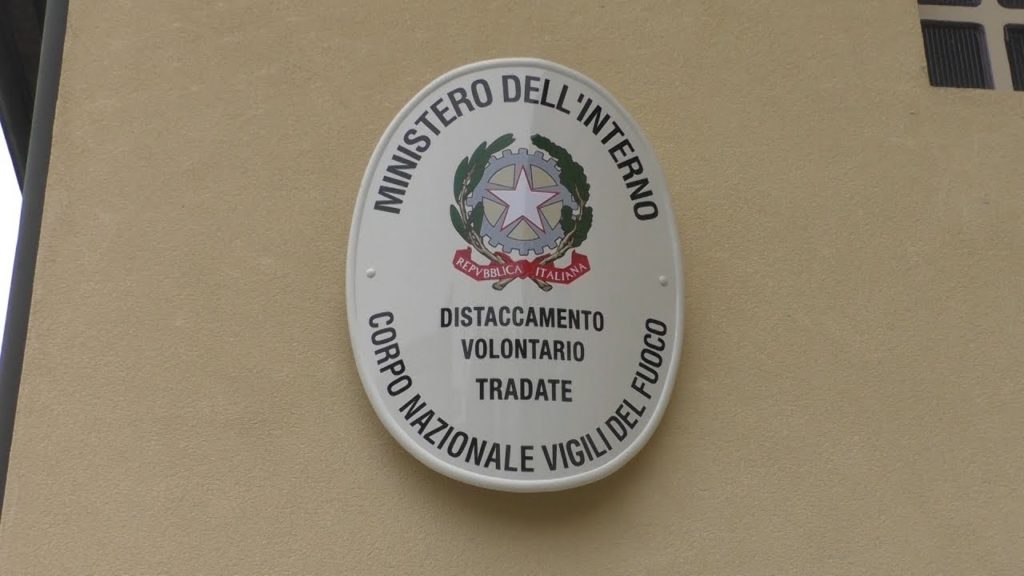 MINISTERO DELL'INTERNO
REPVBBLICA ITALIANA
DISTACCAMENTO
VOLONTARIO
TRADATE
CORPO NAZIONALE VIGILI DEL FUOCO